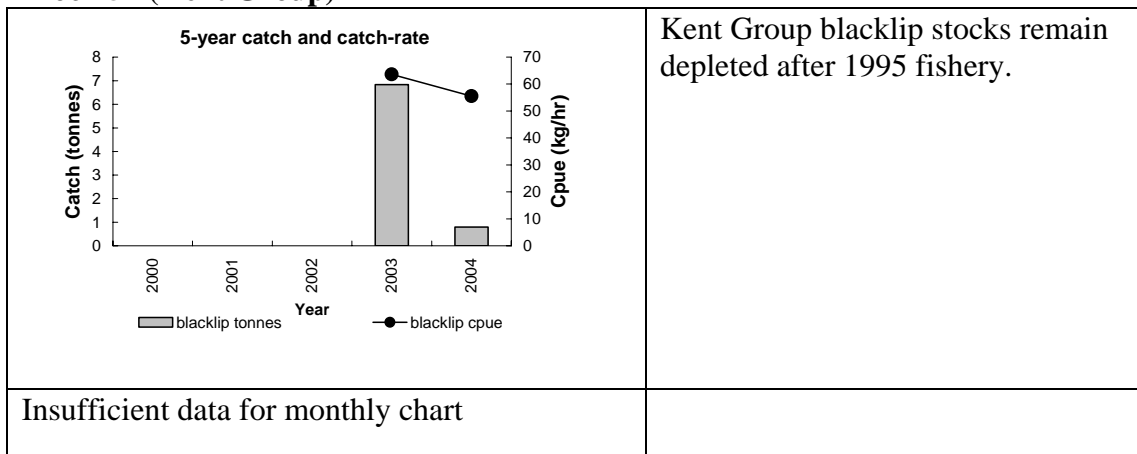 (Kent Group)
5-year catch and catch-rate
8
7
6
5
4
3
2
1
0
Catch (tonnes)
70
60
50
40
30
20
10
0
Cpue (kg/hr)
2000
2001
2002
2003
2004
Year
blacklip tonnes
blacklip cpue
Kent Group blacklip stocks remain
depleted after 1995 fishery.
Insufficient data for monthly chart